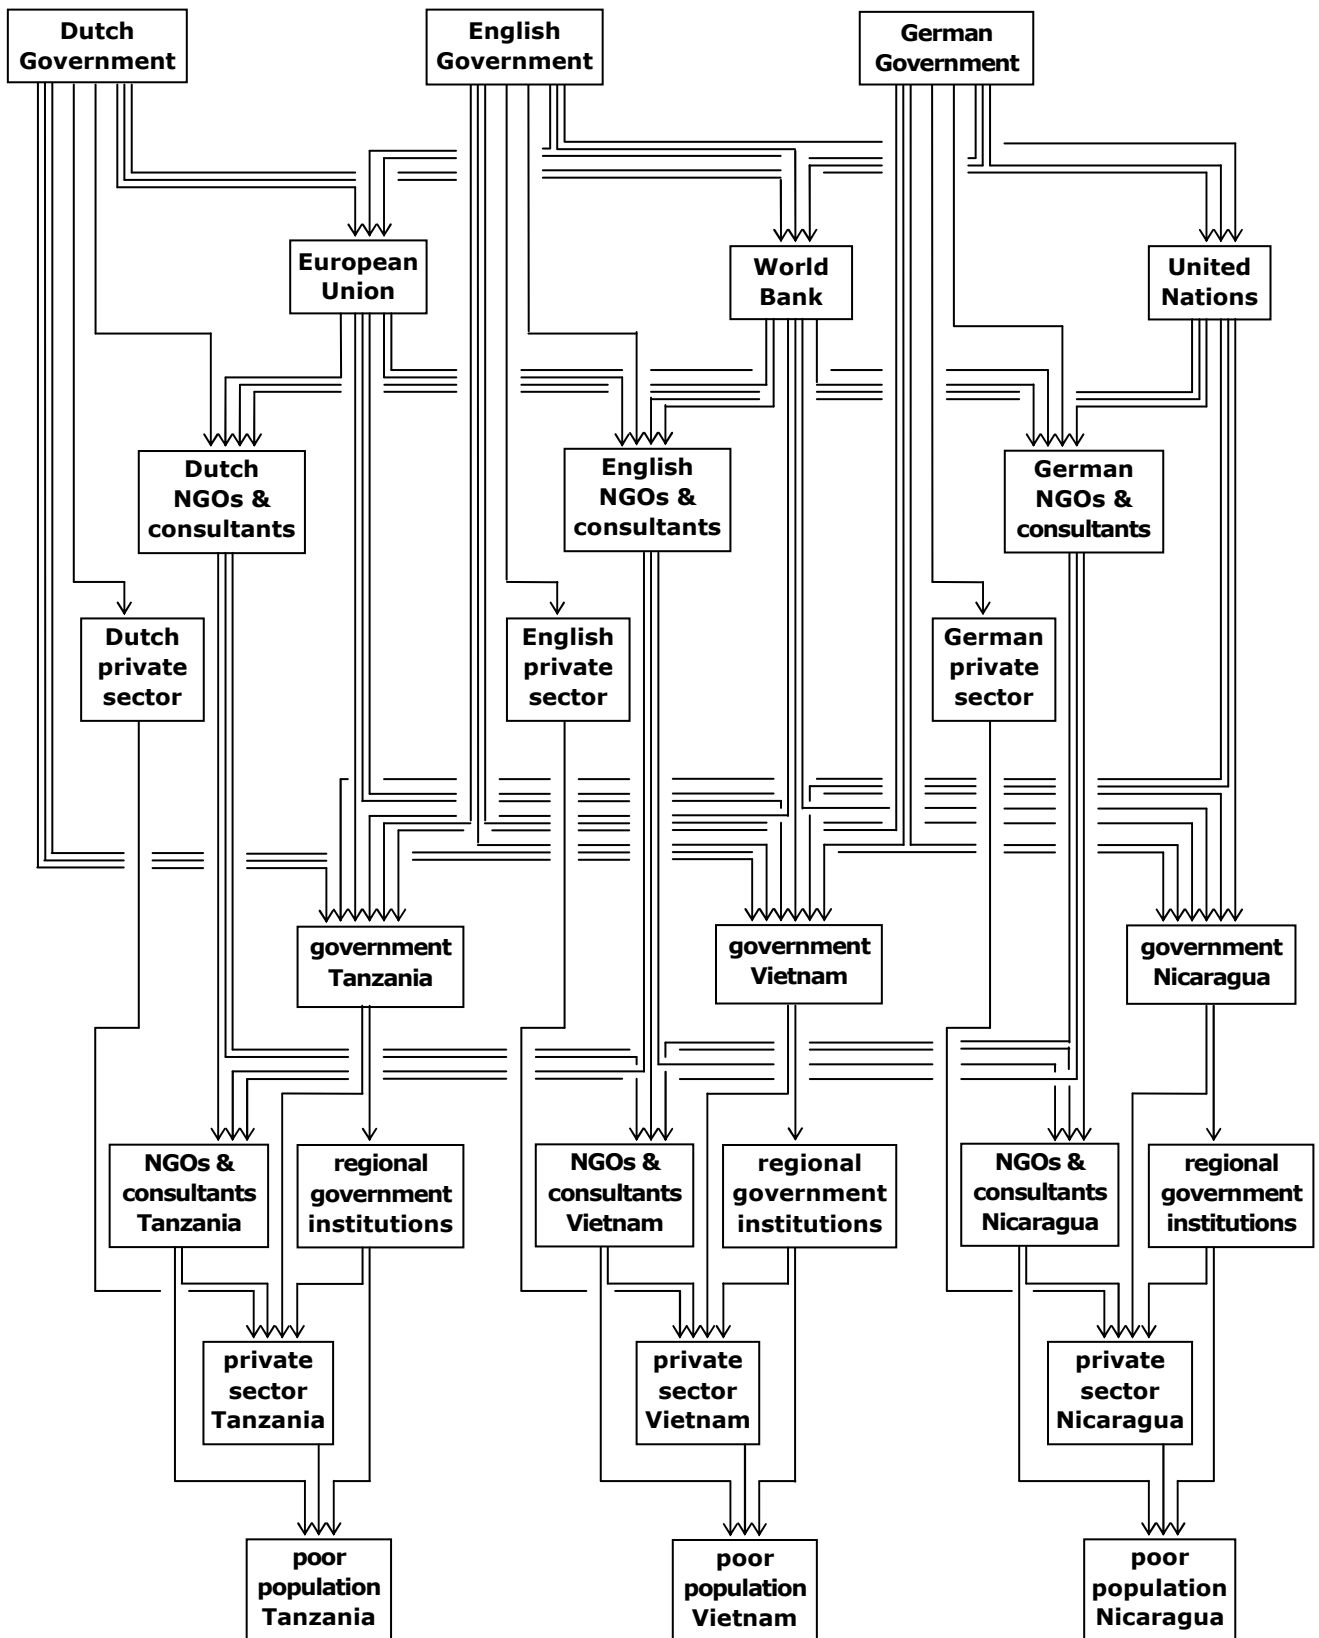 Dutch
Government
English
Government
German
Government
European
Union
World
Bank
United
Nations
Dutch
NGOs &
consultants
English
NGOs &
consultants
German
NGOs &
consultants
Dutch
private
sector
English
private
sector
German
private
sector
government
Tanzania
government
Vietnam
government
Nicaragua
NGOs &
consultants
Tanzania
regional
government
institutions
NGOs &
consultants
Vietnam
regional
government
institutions
NGOs &
consultants
Nicaragua
regional
government
institutions
private
sector
Tanzania
private
sector
Vietnam
private
sector
Nicaragua
poor
population
Tanzania
poor
population
Vietnam
poor
population
Nicaragua